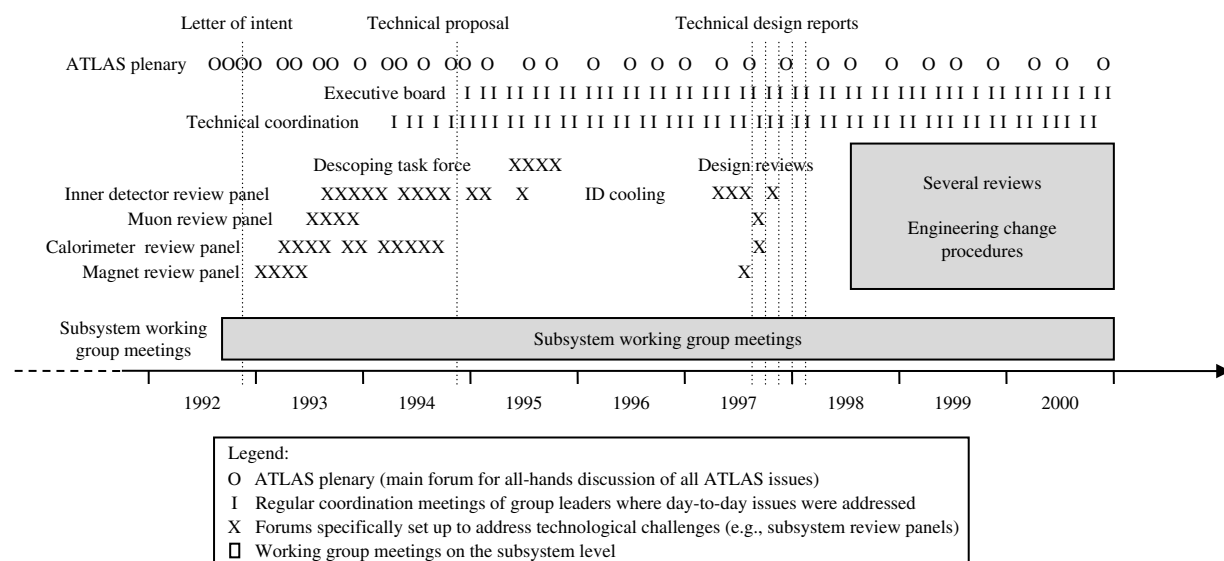 Letter of intent Technical proposal Technical design reports
ATLAS plenary OOOOO OO OO O OO O OO O O O O O O O O O O O O O O O O O O O
Executive board I II II II II III II II II III II II II II II II II III I II III II I II
Technical coordination I II I IIIII II II II II II III II I II II II II II II III II II III II
Descoping task force XXXX Design reviews
Inner detector review panel XXXXX XXXX XX X ID cooling XXX X
Muon review panel XXXX X
Calorimeter review panel XXXX XX XXXXX X
Magnet review panel XXXX X
Several reviews
Engineering change
procedures
Subsystem working
group meetings
Subsystem working group meetings
1992 1993 1994 1995 1996 1997 1998 1999 2000
Legend:
O ATLAS plenary (main forum for all-hands discussion of all ATLAS issues)
I Regular coordination meetings of group leaders where day-to-day issues were addressed
X Forums specifically set up to address technological challenges (e.g., subsystem review panels)
Working group meetings on the subsystem level